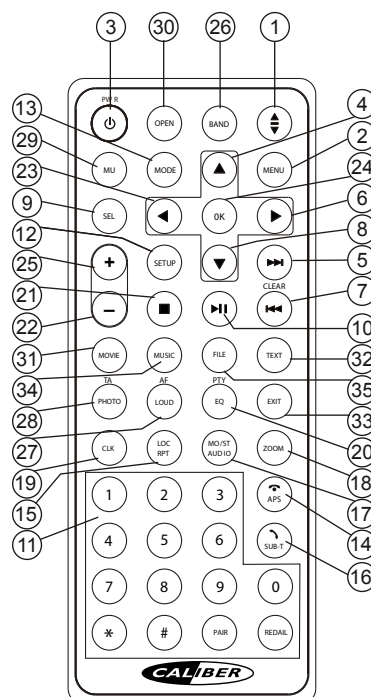 3 30 26 1
PWR
13 4
OPEN BAND
29 2
MU MODE MENU
23 24
9 6
SEL OK
12 8
25 SETUP 5
+
21 CLEAR 7
−
22 10
31 32
MOVIE MUSIC FILE TEXT
34 35
TA AF PTY
28 PHOTO LOUD EQ EXIT 33
27 20
19 CLK LOC RPT MO/ST AUDIO ZOOM 18
15 17
11 1 2 3 APS 14
4 5 6 SUB-T 16
7 8 9 0
* # PAIR REDAIL
CALIBER